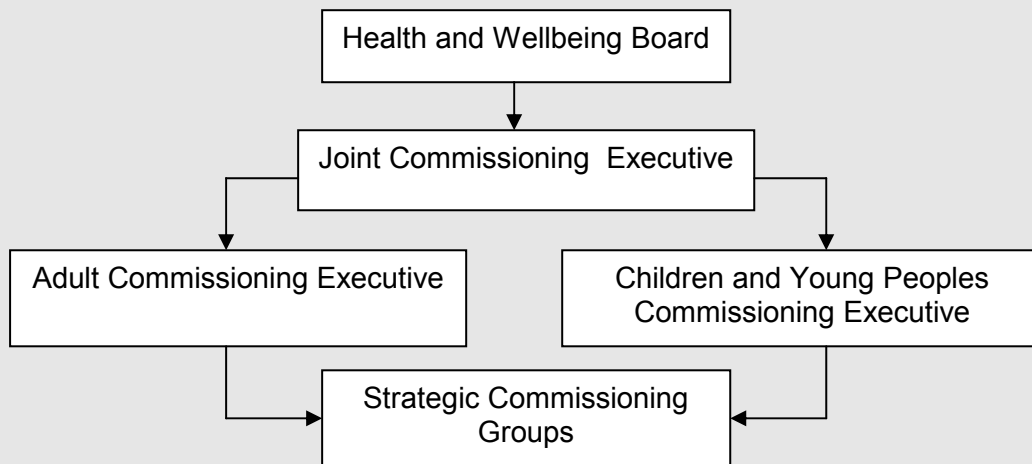 Health and Wellbeing Board
Joint Commissioning Executive
Adult Commissioning Executive
Children and Young Peoples
Commissioning Executive
Strategic Commissioning
Groups